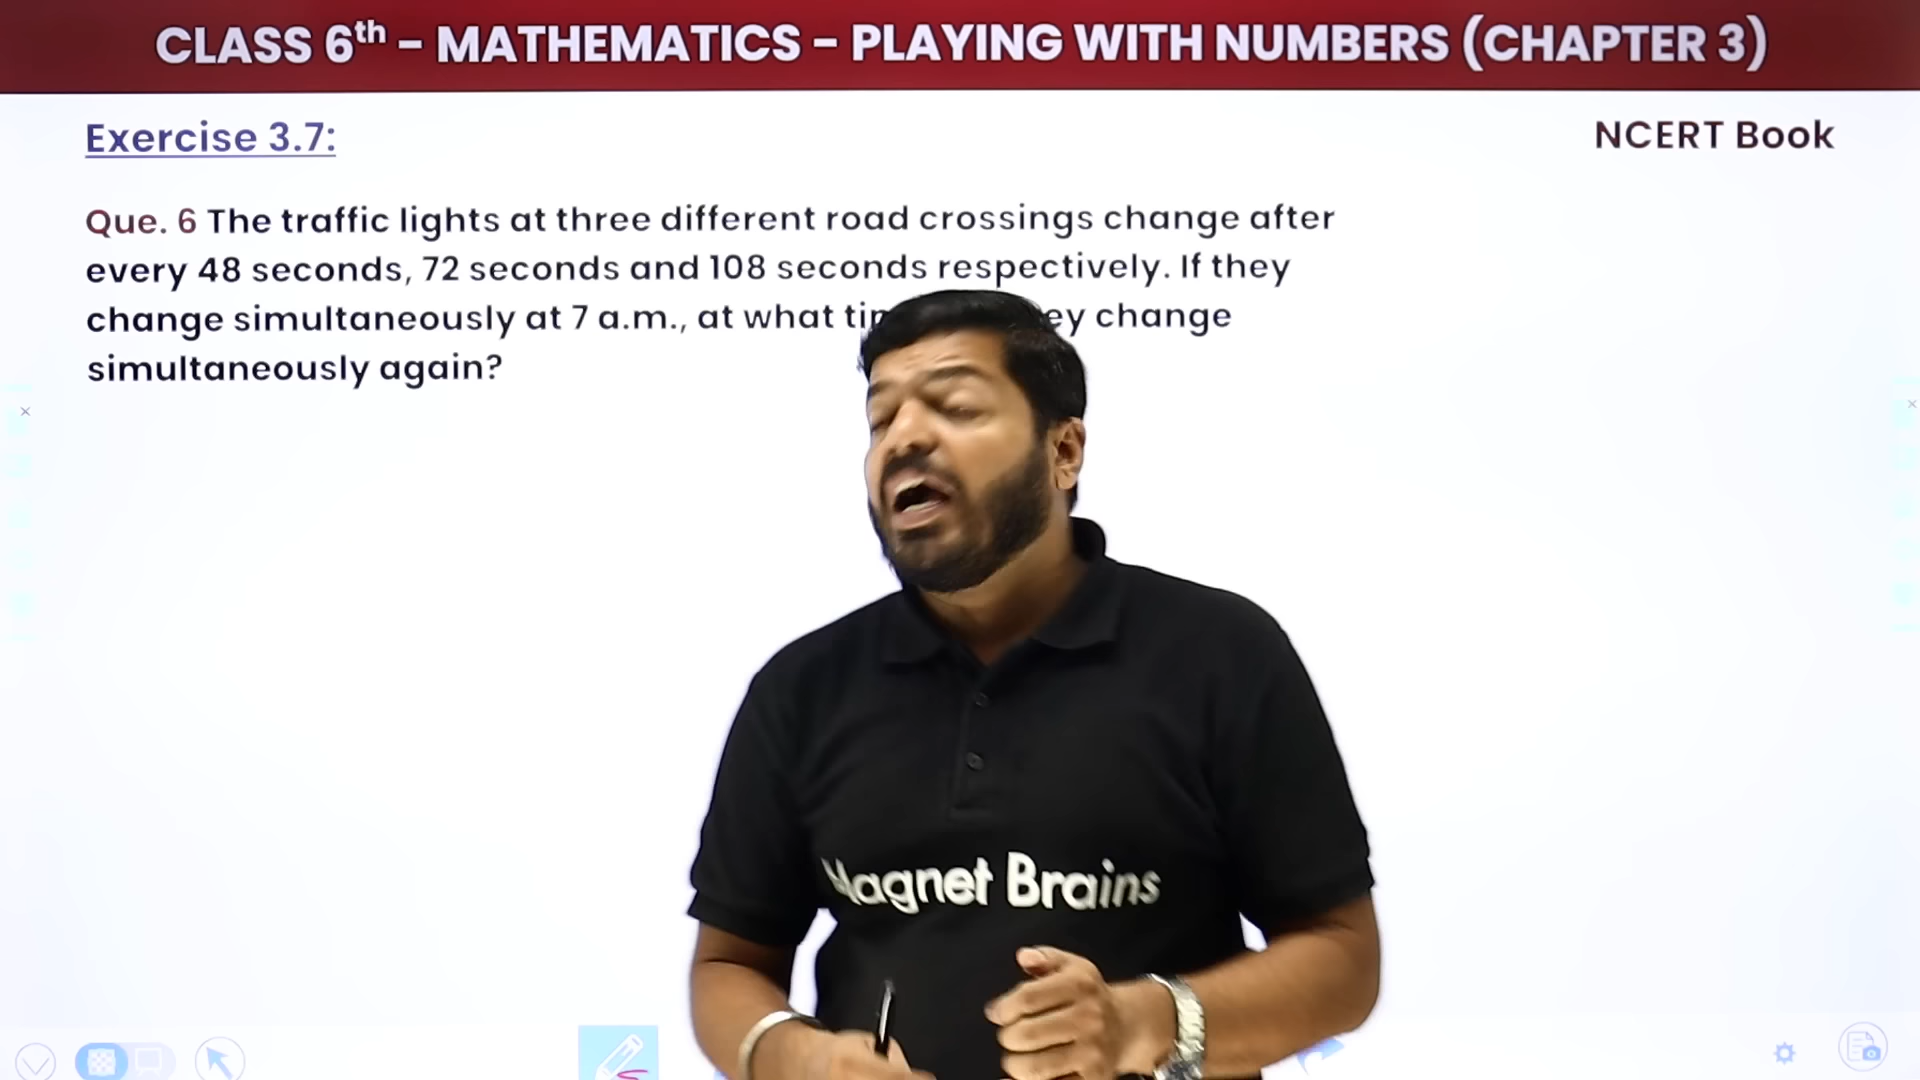 CLASS 6th – MATHEMATICS – PLAYING WITH NUMBERS (CHAPTER 3)
Exercise 3.7:
NCERT Book
Que. 6 The traffic lights at three different road crossings change after
every 48 seconds, 72 seconds and 108 seconds respectively. If they
change simultaneously at 7 a.m., at what change
simultaneously again?
Magnet Brains